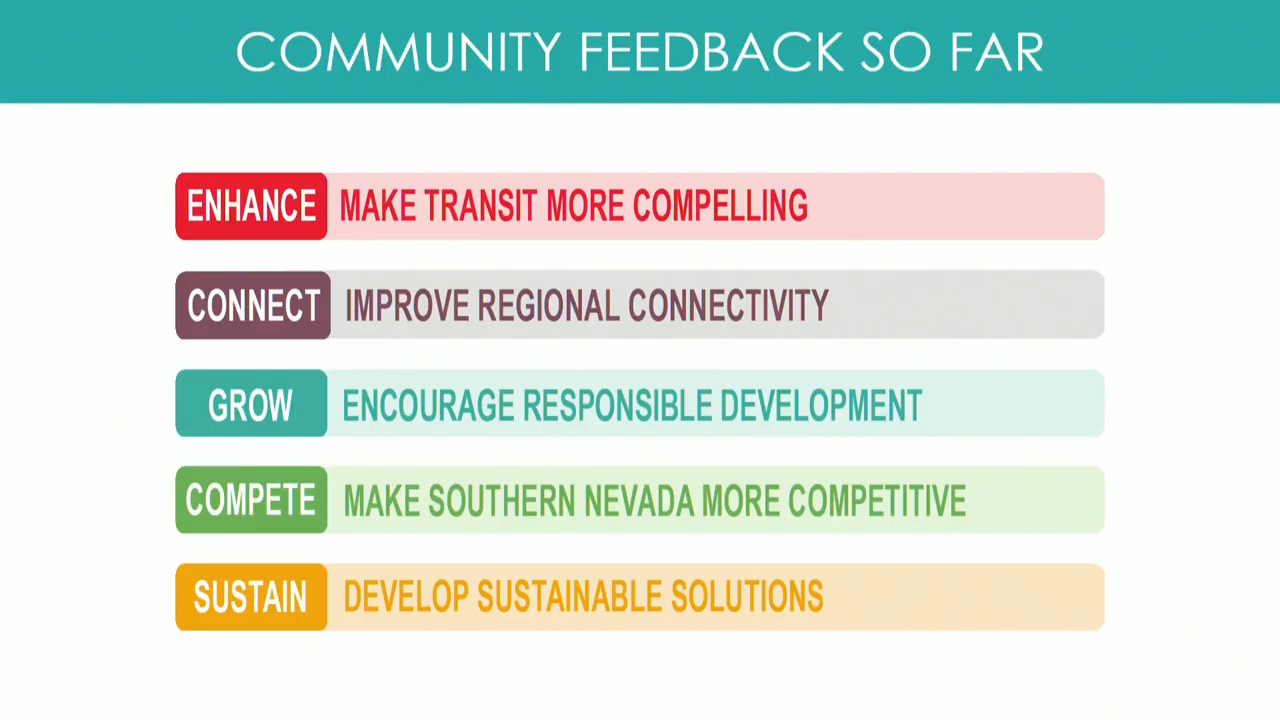 COMMUNITY FEEDBACK SO FAR
ENHANCE MAKE TRANSIT MORE COMPELLING
CONNECT IMPROVE REGIONAL CONNECTIVITY
GROW ENCOURAGE RESPONSIBLE DEVELOPMENT
COMPETE MAKE SOUTHERN NEVADA MORE COMPETITIVE
SUSTAIN DEVELOP SUSTAINABLE SOLUTIONS